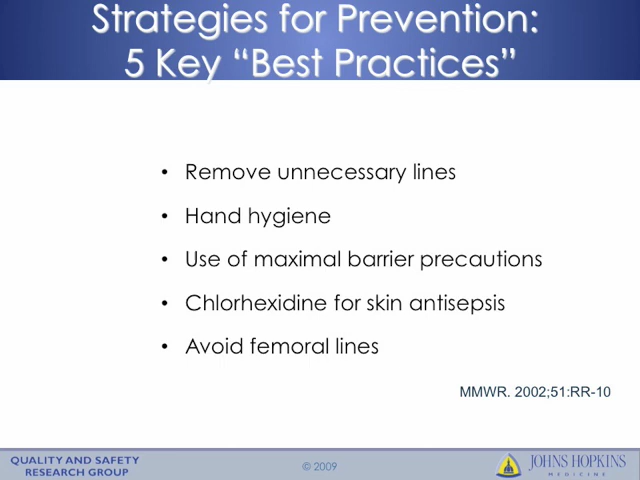 Strategies for Prevention:
5 Key “Best Practices”
• Remove unnecessary lines
• Hand hygiene
• Use of maximal barrier precautions
• Chlorhexidine for skin antisepsis
• Avoid femoral lines
MMWR. 2002;51:RR-10
QUALITY AND SAFETY
RESEARCH GROUP
© 2009
JOHNS HOPKINS
MEDICINE